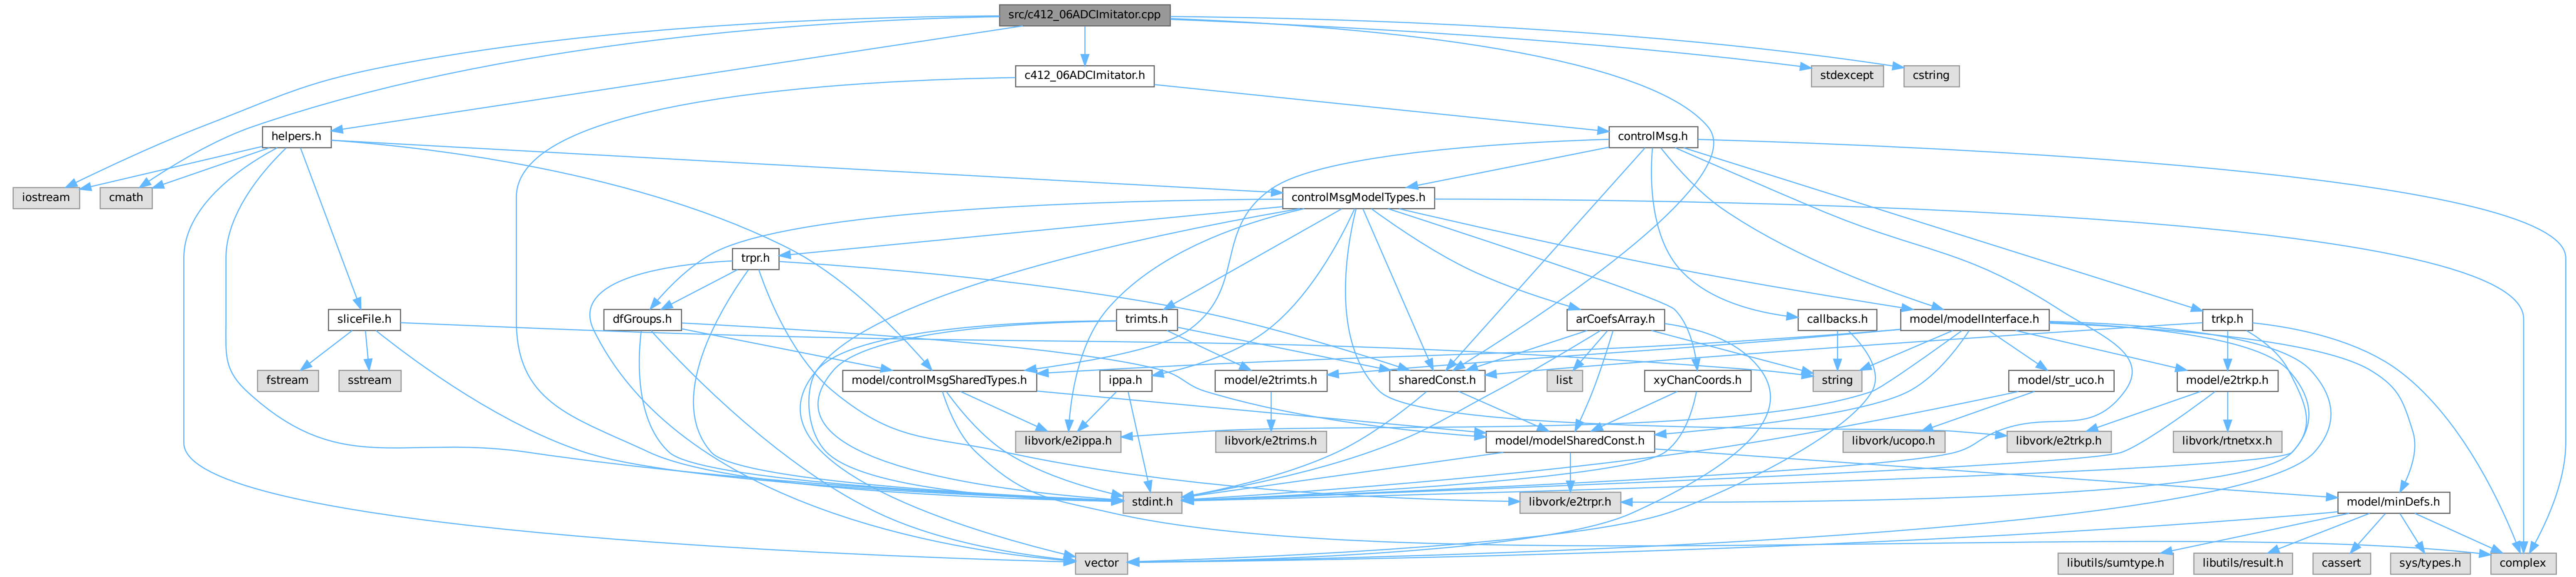 src/c412_06ADCImitator.cpp
c412_06ADCImitator.h
stdexcept
cstring
helpers.h
controlMsg.h
iostream
cmath
controlMsgModelTypes.h
trpr.h
sliceFile.h
dfGroups.h
trimts.h
arCoefsArray.h
callbacks.h
model/modelInterface.h
trkp.h
fstream
sstream
model/controlMsgSharedTypes.h
ippa.h
model/e2trimts.h
sharedConst.h
list
xyChanCoords.h
string
model/str_uco.h
model/e2trkp.h
libvork/e2ippa.h
libvork/e2trims.h
model/modelSharedConst.h
libvork/ucopo.h
libvork/e2trkp.h
libvork/rtnetxx.h
stdint.h
libvork/e2trpr.h
model/minDefs.h
vector
libutils/sumtype.h
libutils/result.h
cassert
sys/types.h
complex